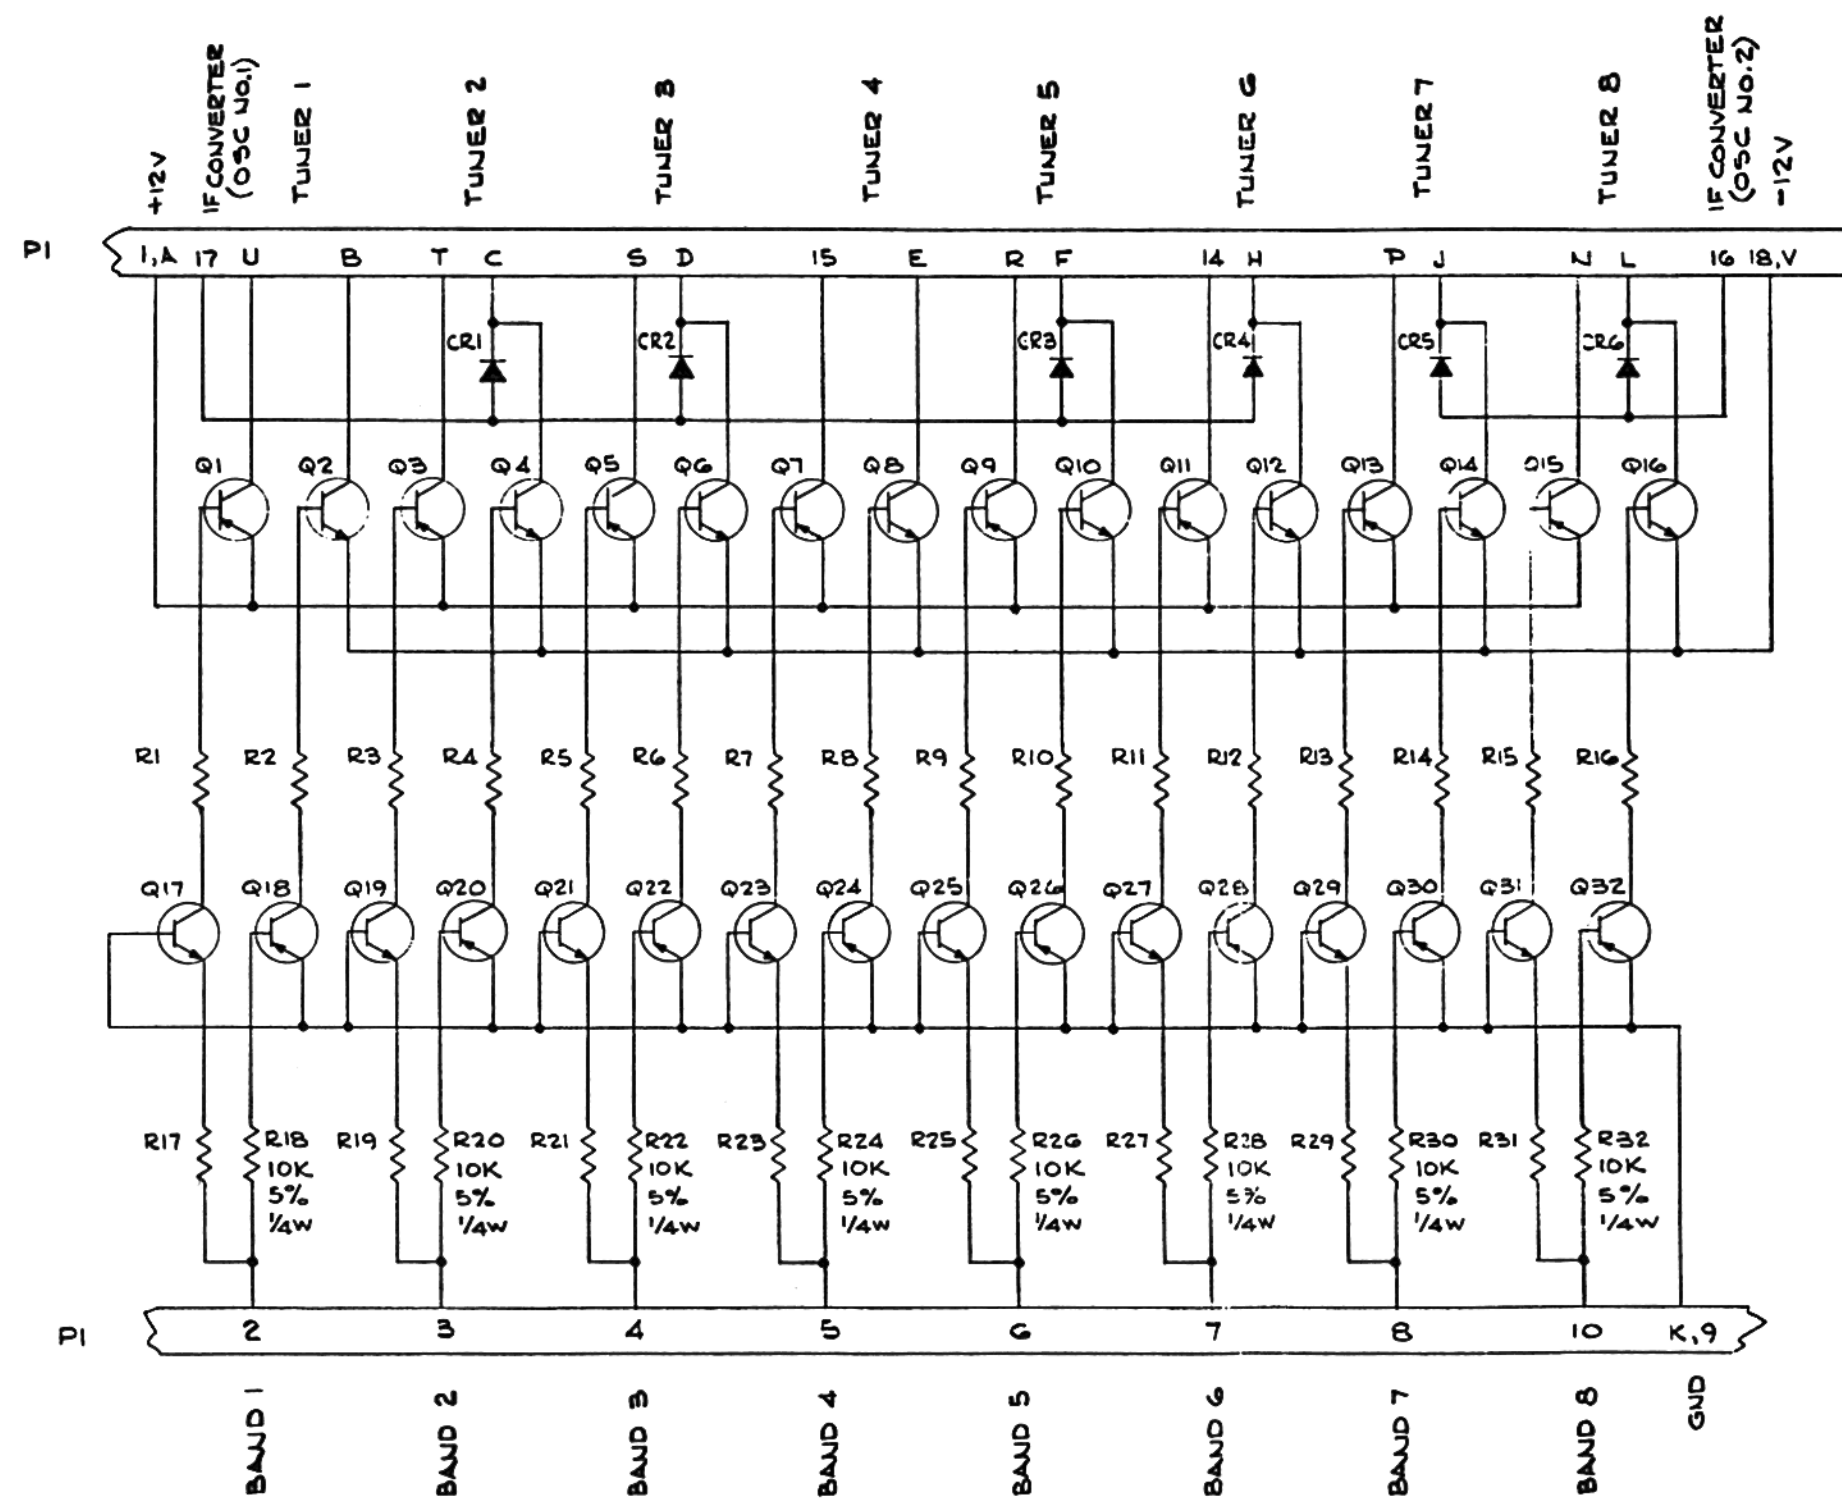 +12V
IF CONVERTER
(OSC NO.1)
TUNER 1
TUNER 2
TUNER 3
TUNER 4
TUNER 5
TUNER 6
TUNER 7
TUNER 8
IF CONVERTER
(OSC NO.2)
-12V
P1
1,A 17 U B T C S D 15 E R F 14 H P J N L 16 18,V
CR1 CR2 CR3 CR4 CR5 CR6
Q1 Q2 Q3 Q4 Q5 Q6 Q7 Q8 Q9 Q10 Q11 Q12 Q13 Q14 Q15 Q16
R1 R2 R3 R4 R5 R6 R7 R8 R9 R10 R11 R12 R13 R14 R15 R16
Q17 Q18 Q19 Q20 Q21 Q22 Q23 Q24 Q25 Q26 Q27 Q28 Q29 Q30 Q31 Q32
R17 R18 R19 R20 R21 R22 R23 R24 R25 R26 R27 R28 R29 R30 R31 R32
10K 10K 10K 10K 10K 10K 10K 10K
5% 5% 5% 5% 5% 5% 5% 5%
1/4W 1/4W 1/4W 1/4W 1/4W 1/4W 1/4W 1/4W
P1
2 3 4 5 6 7 8 10 K,9
BAND 1
BAND 2
BAND 3
BAND 4
BAND 5
BAND 6
BAND 7
BAND 8
GND